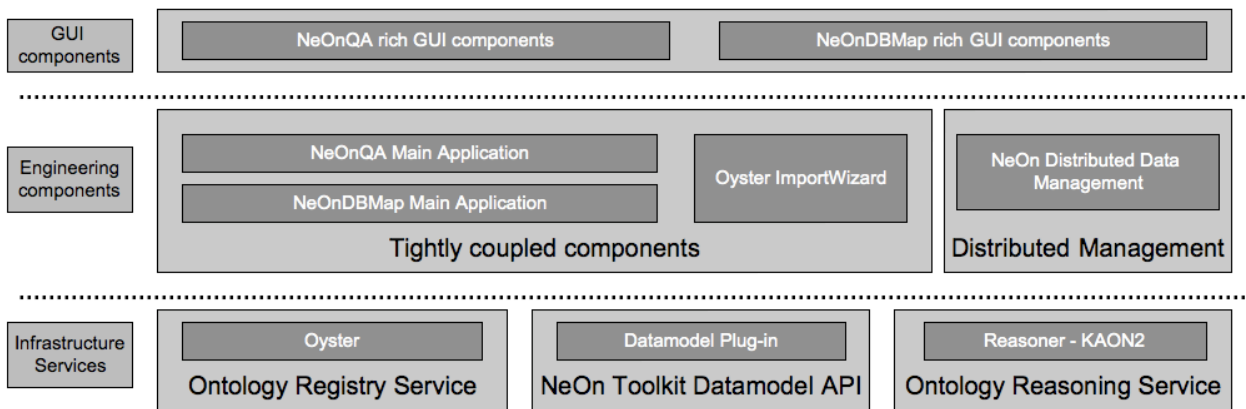 GUI
components
NeOnQA rich GUI components
NeOnDBMap rich GUI components
Engineering
components
NeOnQA Main Application
NeOnDBMap Main Application
Oyster ImportWizard
Tightly coupled components
NeOn Distributed Data
Management
Distributed Management
Infrastructure
Services
Oyster
Ontology Registry Service
Datamodel Plug-in
NeOn Toolkit Datamodel API
Reasoner - KAON2
Ontology Reasoning Service